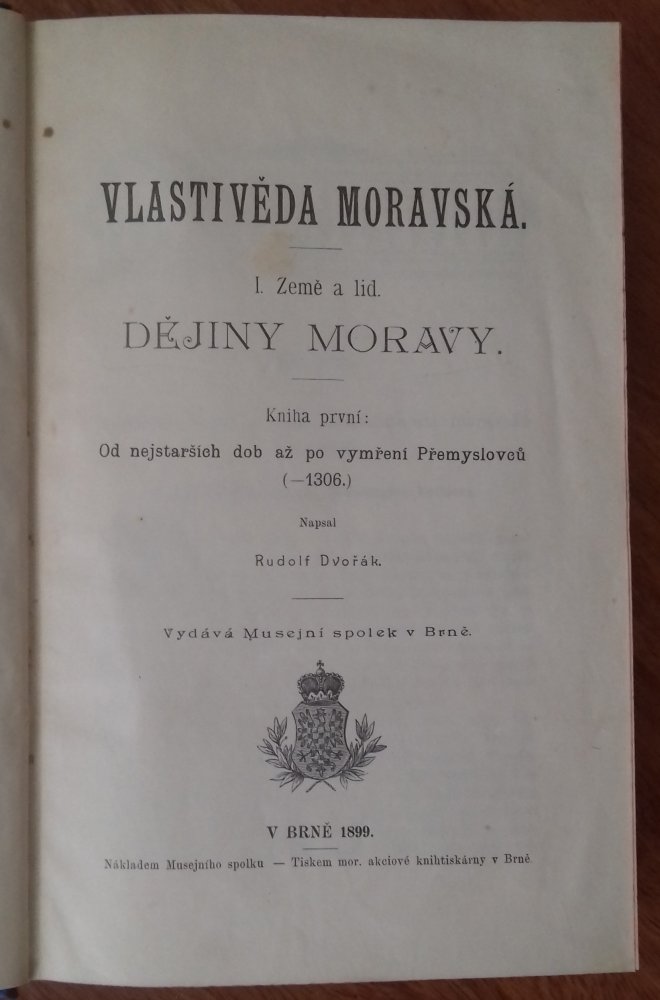 VLASTIVĚDA MORAVSKÁ.
I. Země a lid.
DĚJINY MORAVY.
Kniha první:
Od nejstarších dob až po vymření Přemyslovců
(—1306.)
Napsal
Rudolf Dvořák.
Vydává Musejní spolek v Brně.
V BRNĚ 1899.
Nákladem Musejního spolku — Tiskem mor. akciové knihtiskárny v Brně